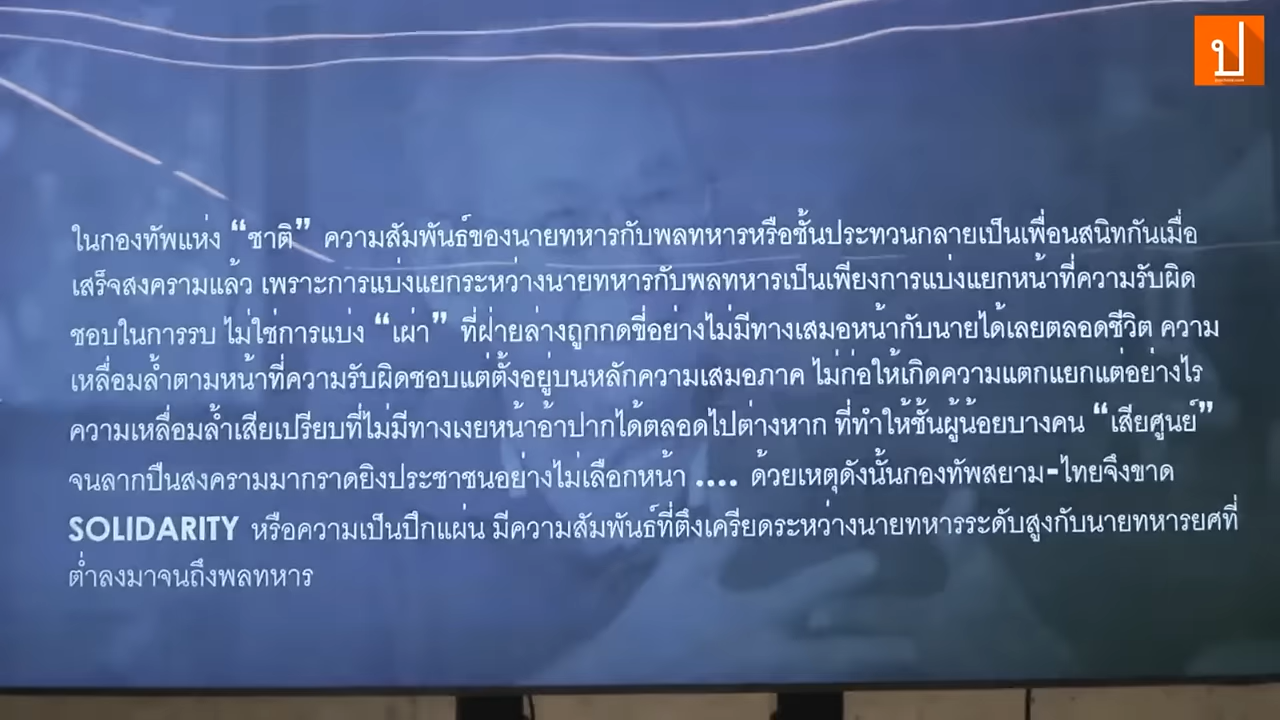 ป
ในกองทัพแห่ง “ชาติ” ความสัมพันธ์ของนายทหารกับพลทหารหรือชั้นประทวนกลายเป็นเพื่อนสนิทกันเมื่อ
เสร็จสงครามแล้ว เพราะการแบ่งแยกระหว่างนายทหารกับพลทหารเป็นเพียงการแบ่งแยกหน้าที่ความรับผิด
ชอบในการรบ ไม่ใช่การแบ่ง “เผ่า” ที่ฝ่ายล่างถูกกดขี่อย่างไม่มีทางเสมอหน้ากับนายได้เลยตลอดชีวิต ความ
เหลื่อมล้ำตามหน้าที่ความรับผิดชอบแต่ตั้งอยู่บนหลักความเสมอภาค ไม่ก่อให้เกิดความแตกแยกแต่อย่างไร
ความเหลื่อมล้ำเสียเปรียบที่ไม่มีทางเงยหน้าอ้าปากได้ตลอดไปต่างหาก ที่ทำให้ชั้นผู้น้อยบางคน “เสียศูนย์”
จนลากปืนสงครามมากราดยิงประชาชนอย่างไม่เลือกหน้า .... ด้วยเหตุดังนั้นกองทัพสยาม-ไทยจึงขาด
SOLIDARITY หรือความเป็นปึกแผ่น มีความสัมพันธ์ที่ตึงเครียดระหว่างนายทหารระดับสูงกับนายทหารยศที่
ต่ำลงมาจนถึงพลทหาร